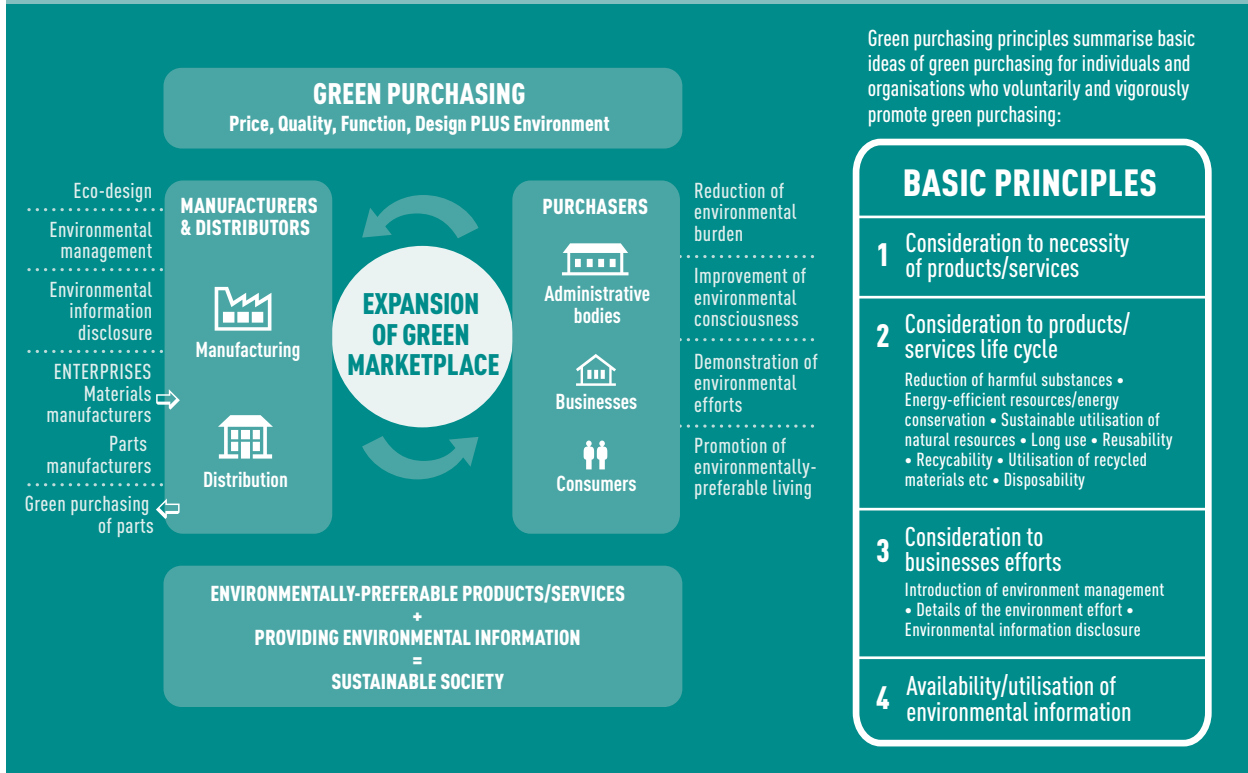 GREEN PURCHASING
Price, Quality, Function, Design PLUS Environment
Eco-design
Environmental
management
Environmental
information
disclosure
ENTERPRISES
Materials
manufacturers
Parts
manufacturers
Green purchasing
of parts
MANUFACTURERS
& DISTRIBUTORS
Manufacturing
Distribution
EXPANSION
OF GREEN
MARKETPLACE
PURCHASERS
Administrative
bodies
Businesses
Consumers
Reduction of
environmental
burden
Improvement of
environmental
consciousness
Demonstration of
environmental
efforts
Promotion of
environmentally-
preferable living
ENVIRONMENTALLY-PREFERABLE PRODUCTS/SERVICES
+
PROVIDING ENVIRONMENTAL INFORMATION
=
SUSTAINABLE SOCIETY
Green purchasing principles summarise basic
ideas of green purchasing for individuals and
organisations who voluntarily and vigorously
promote green purchasing:
BASIC PRINCIPLES
1 Consideration to necessity
of products/services
2 Consideration to products/
services life cycle
Reduction of harmful substances •
Energy-efficient resources/energy
conservation • Sustainable utilisation of
natural resources • Long use • Reusability
• Recycability • Utilisation of recycled
materials etc • Disposability
3 Consideration to
businesses efforts
Introduction of environment management
• Details of the environment effort •
Environmental information disclosure
4 Availability/utilisation of
environmental information